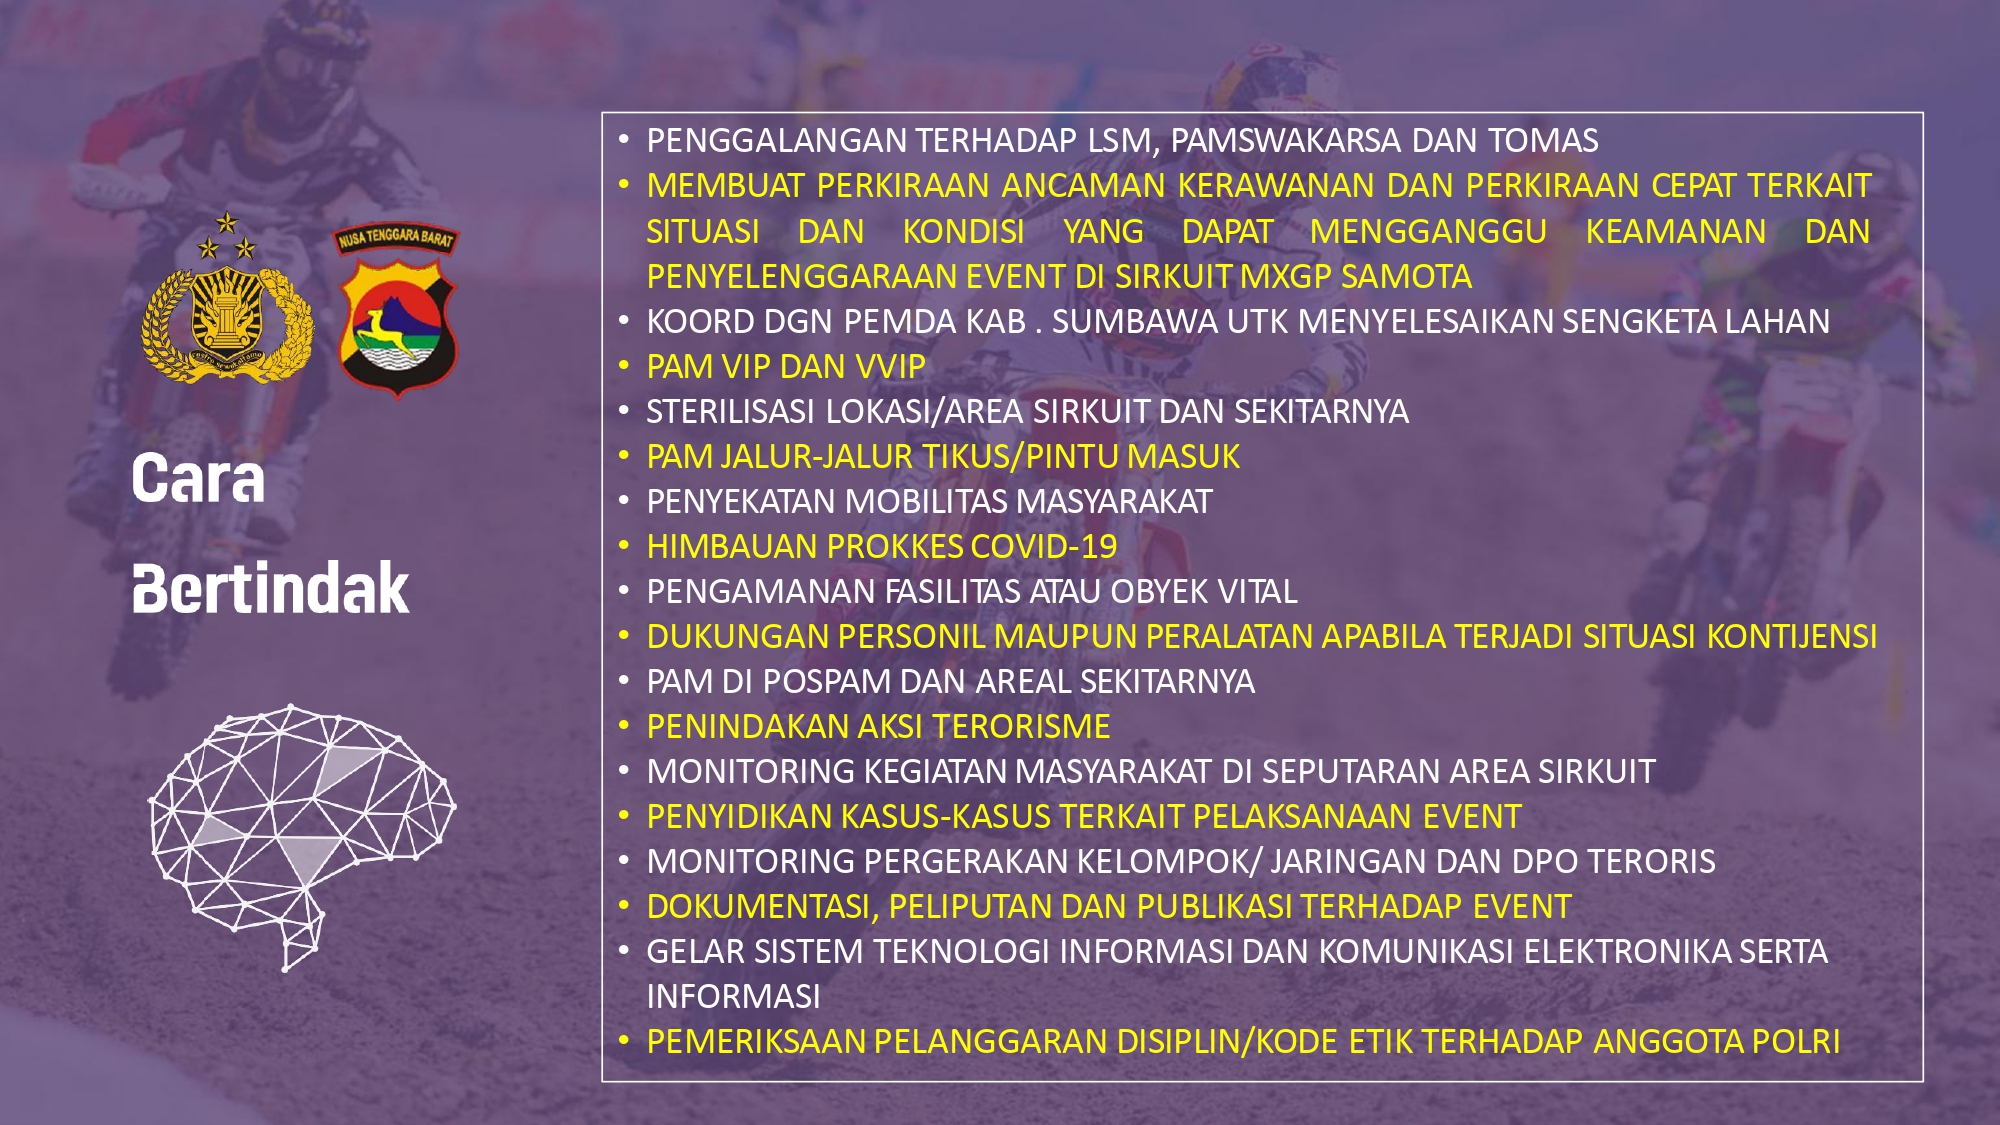 NUSA TENGGARA BARAT
Cara
Bertindak
• PENGGALANGAN TERHADAP LSM, PAMSWAKARSA DAN TOMAS
• MEMBUAT PERKIRAAN ANCAMAN KERAWANAN DAN PERKIRAAN CEPAT TERKAIT
SITUASI DAN KONDISI YANG DAPAT MENGGANGGU KEAMANAN DAN
PENYELENGGARAAN EVENT DI SIRKUIT MXGP SAMOTA
• KOORD DGN PEMDA KAB . SUMBAWA UTK MENYELESAIKAN SENGKETA LAHAN
• PAM VIP DAN VVIP
• STERILISASI LOKASI/AREA SIRKUIT DAN SEKITARNYA
• PAM JALUR-JALUR TIKUS/PINTU MASUK
• PENYEKATAN MOBILITAS MASYARAKAT
• HIMBAUAN PROKKES COVID-19
• PENGAMANAN FASILITAS ATAU OBYEK VITAL
• DUKUNGAN PERSONIL MAUPUN PERALATAN APABILA TERJADI SITUASI KONTIJENSI
• PAM DI POSPAM DAN AREAL SEKITARNYA
• PENINDAKAN AKSI TERORISME
• MONITORING KEGIATAN MASYARAKAT DI SEPUTARAN AREA SIRKUIT
• PENYIDIKAN KASUS-KASUS TERKAIT PELAKSANAAN EVENT
• MONITORING PERGERAKAN KELOMPOK/ JARINGAN DAN DPO TERORIS
• DOKUMENTASI, PELIPUTAN DAN PUBLIKASI TERHADAP EVENT
• GELAR SISTEM TEKNOLOGI INFORMASI DAN KOMUNIKASI ELEKTRONIKA SERTA
INFORMASI
• PEMERIKSAAN PELANGGARAN DISIPLIN/KODE ETIK TERHADAP ANGGOTA POLRI